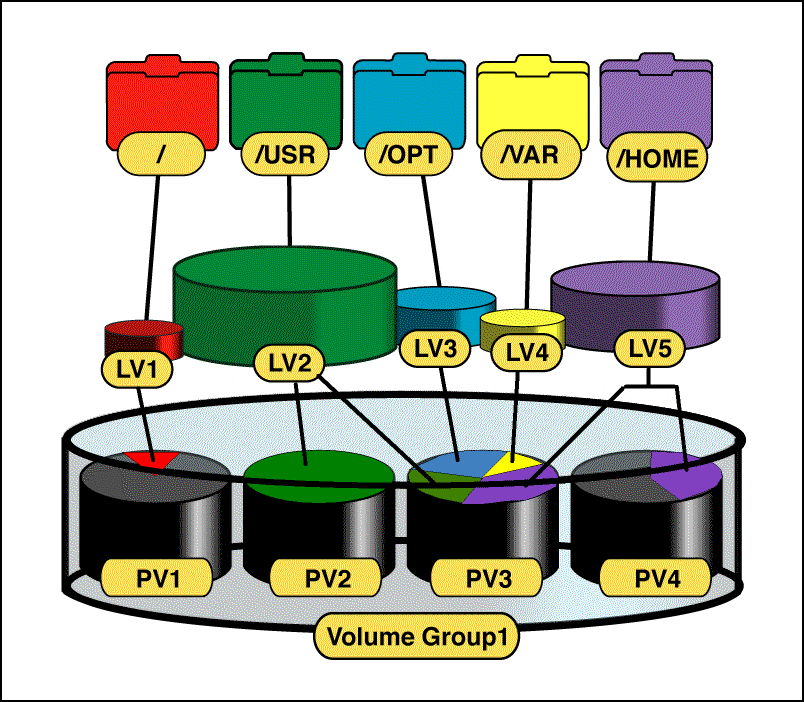 /
/USR
/OPT
/VAR
/HOME
LV1
LV2
LV3
LV4
LV5
PV1
PV2
PV3
PV4
Volume Group1